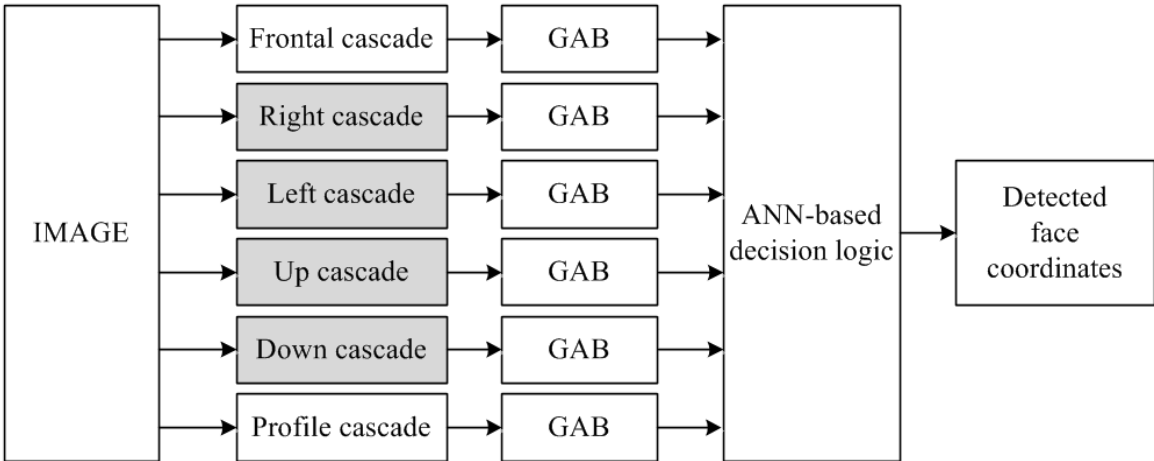 Frontal cascade
GAB
Right cascade
GAB
Left cascade
GAB
IMAGE
Up cascade
GAB
Down cascade
GAB
Profile cascade
GAB
ANN-based
decision logic
Detected
face
coordinates